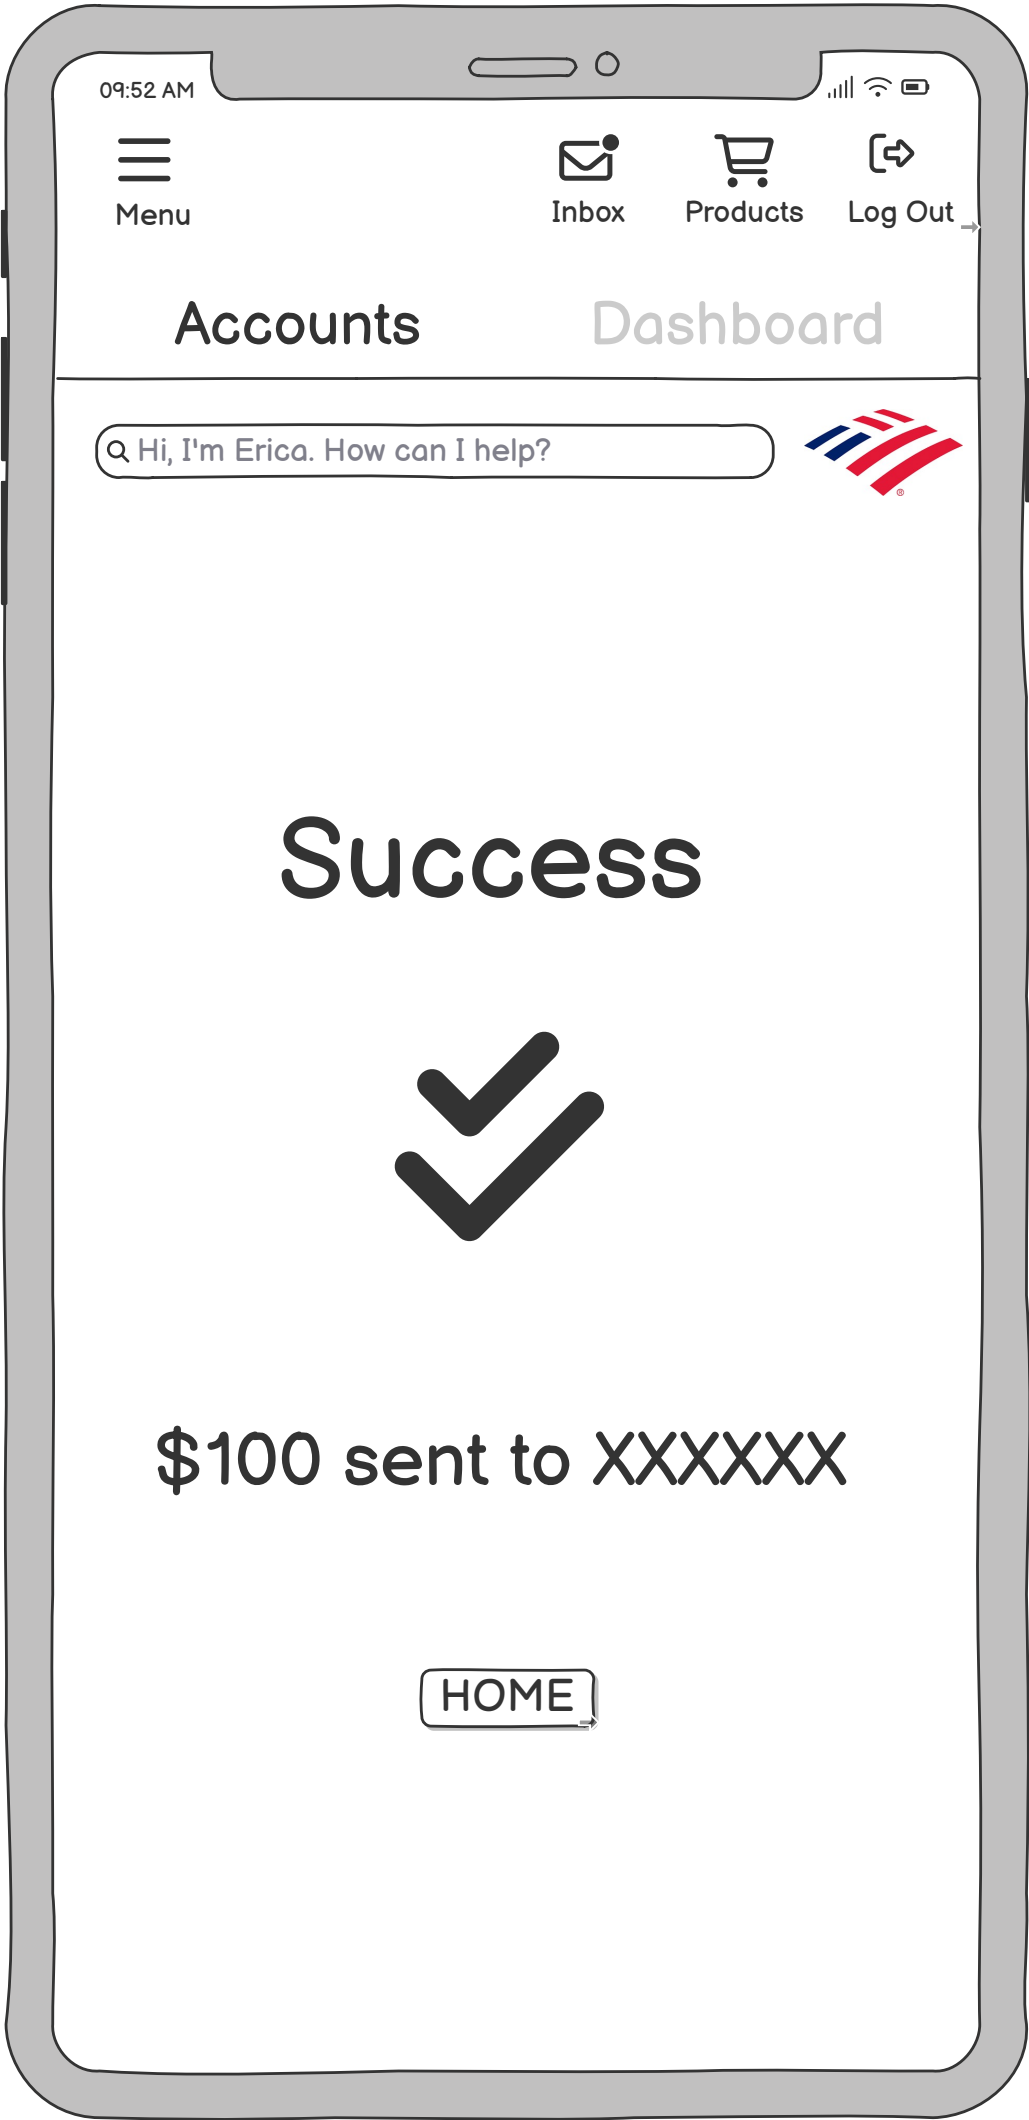 09:52 AM
Menu
Inbox
Products
Log Out
Accounts
Dashboard
Hi, I'm Erica. How can I help?
®
Success
$100 sent to XXXXXX
HOME